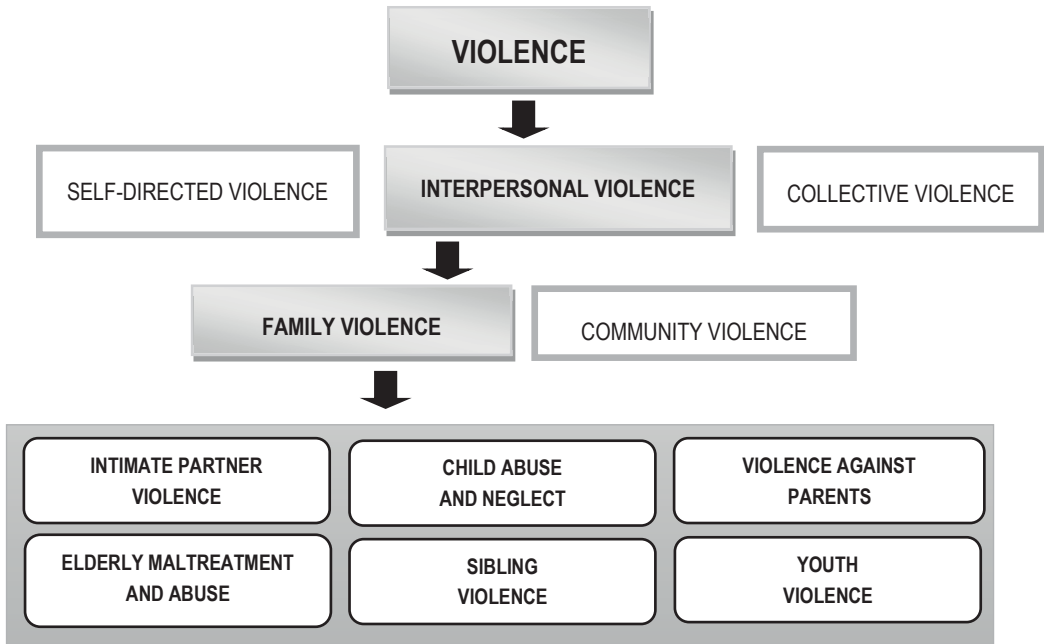 VIOLENCE
SELF-DIRECTED VIOLENCE
INTERPERSONAL VIOLENCE
COLLECTIVE VIOLENCE
FAMILY VIOLENCE
COMMUNITY VIOLENCE
INTIMATE PARTNER
VIOLENCE
CHILD ABUSE
AND NEGLECT
VIOLENCE AGAINST
PARENTS
ELDERLY MALTREATMENT
AND ABUSE
SIBLING
VIOLENCE
YOUTH
VIOLENCE